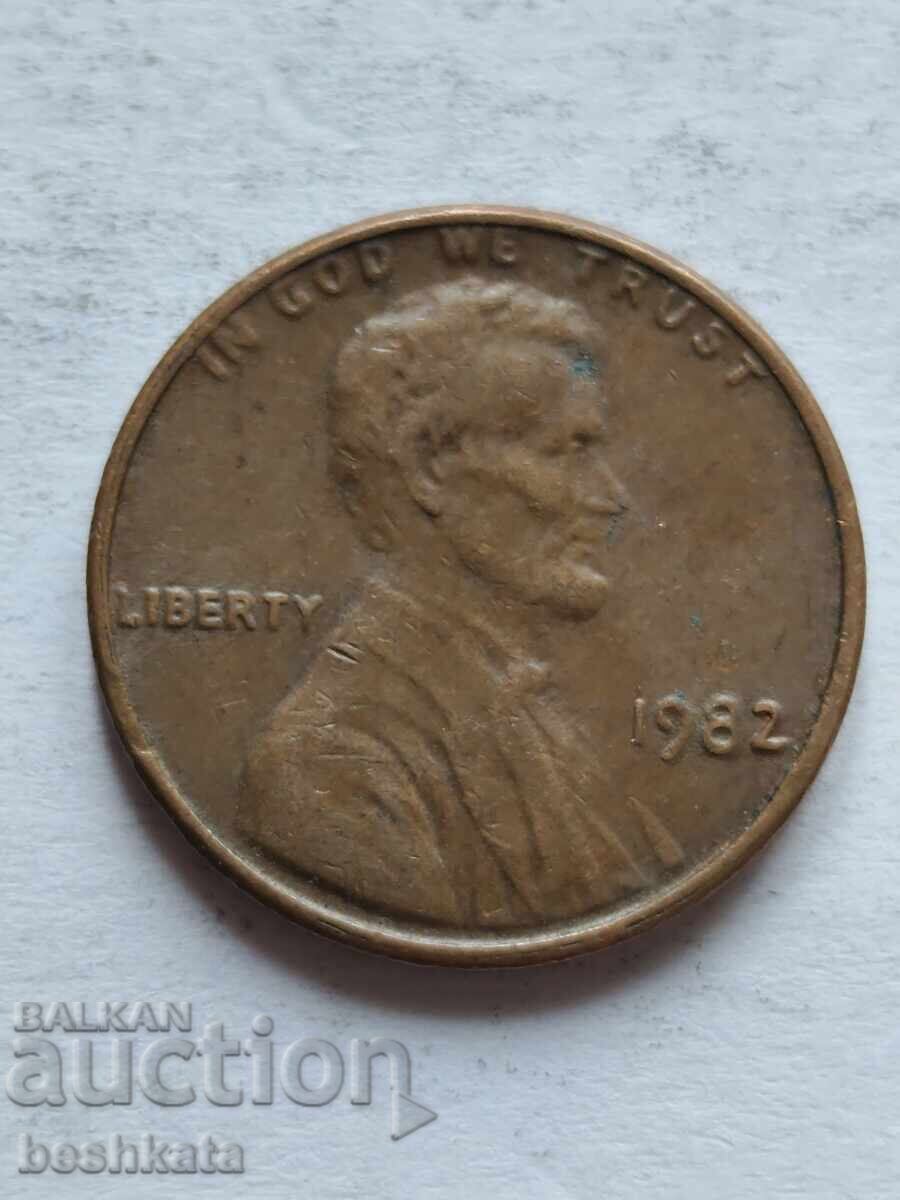 IN GOD WE TRUST
LIBERTY
1982
BALKAN
auction
beshkata